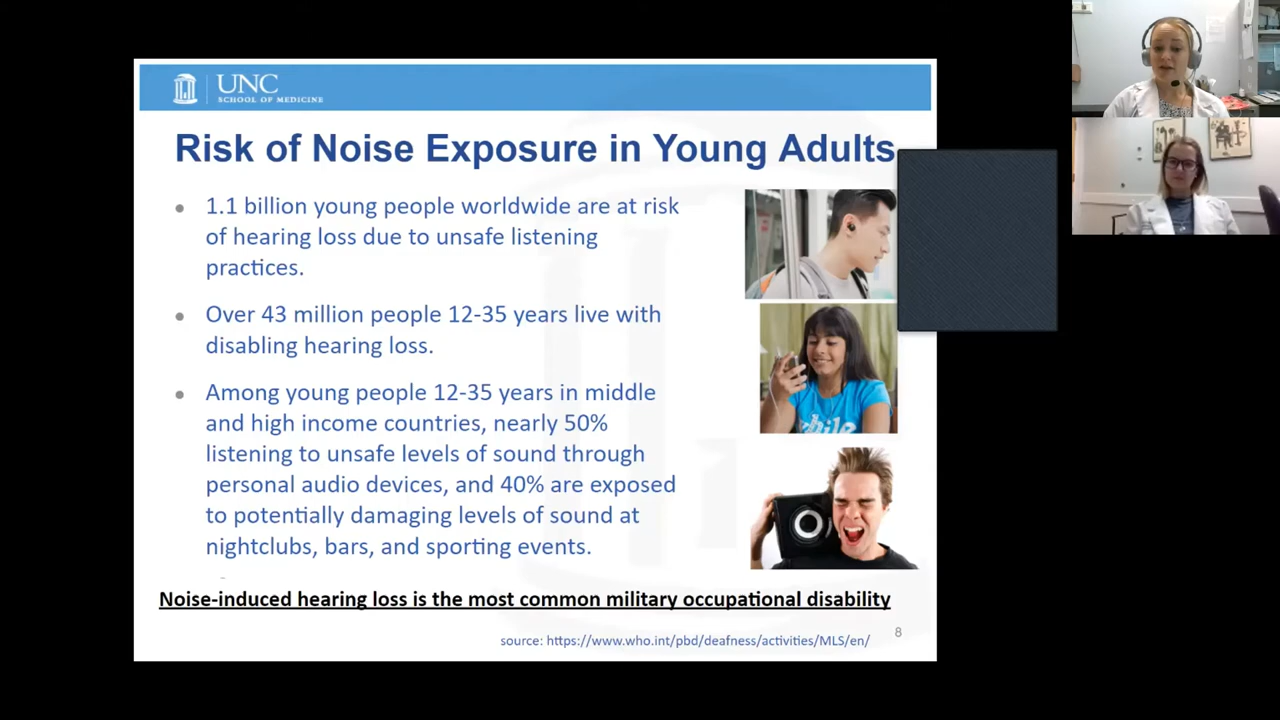 UNC
SCHOOL OF MEDICINE
Risk of Noise Exposure in Young Adults
• 1.1 billion young people worldwide are at risk
of hearing loss due to unsafe listening
practices.
• Over 43 million people 12-35 years live with
disabling hearing loss.
• Among young people 12-35 years in middle
and high income countries, nearly 50%
listening to unsafe levels of sound through
personal audio devices, and 40% are exposed
to potentially damaging levels of sound at
nightclubs, bars, and sporting events.
Noise-induced hearing loss is the most common military occupational disability
source: https://www.who.int/pbd/deafness/activities/MLS/en/
8